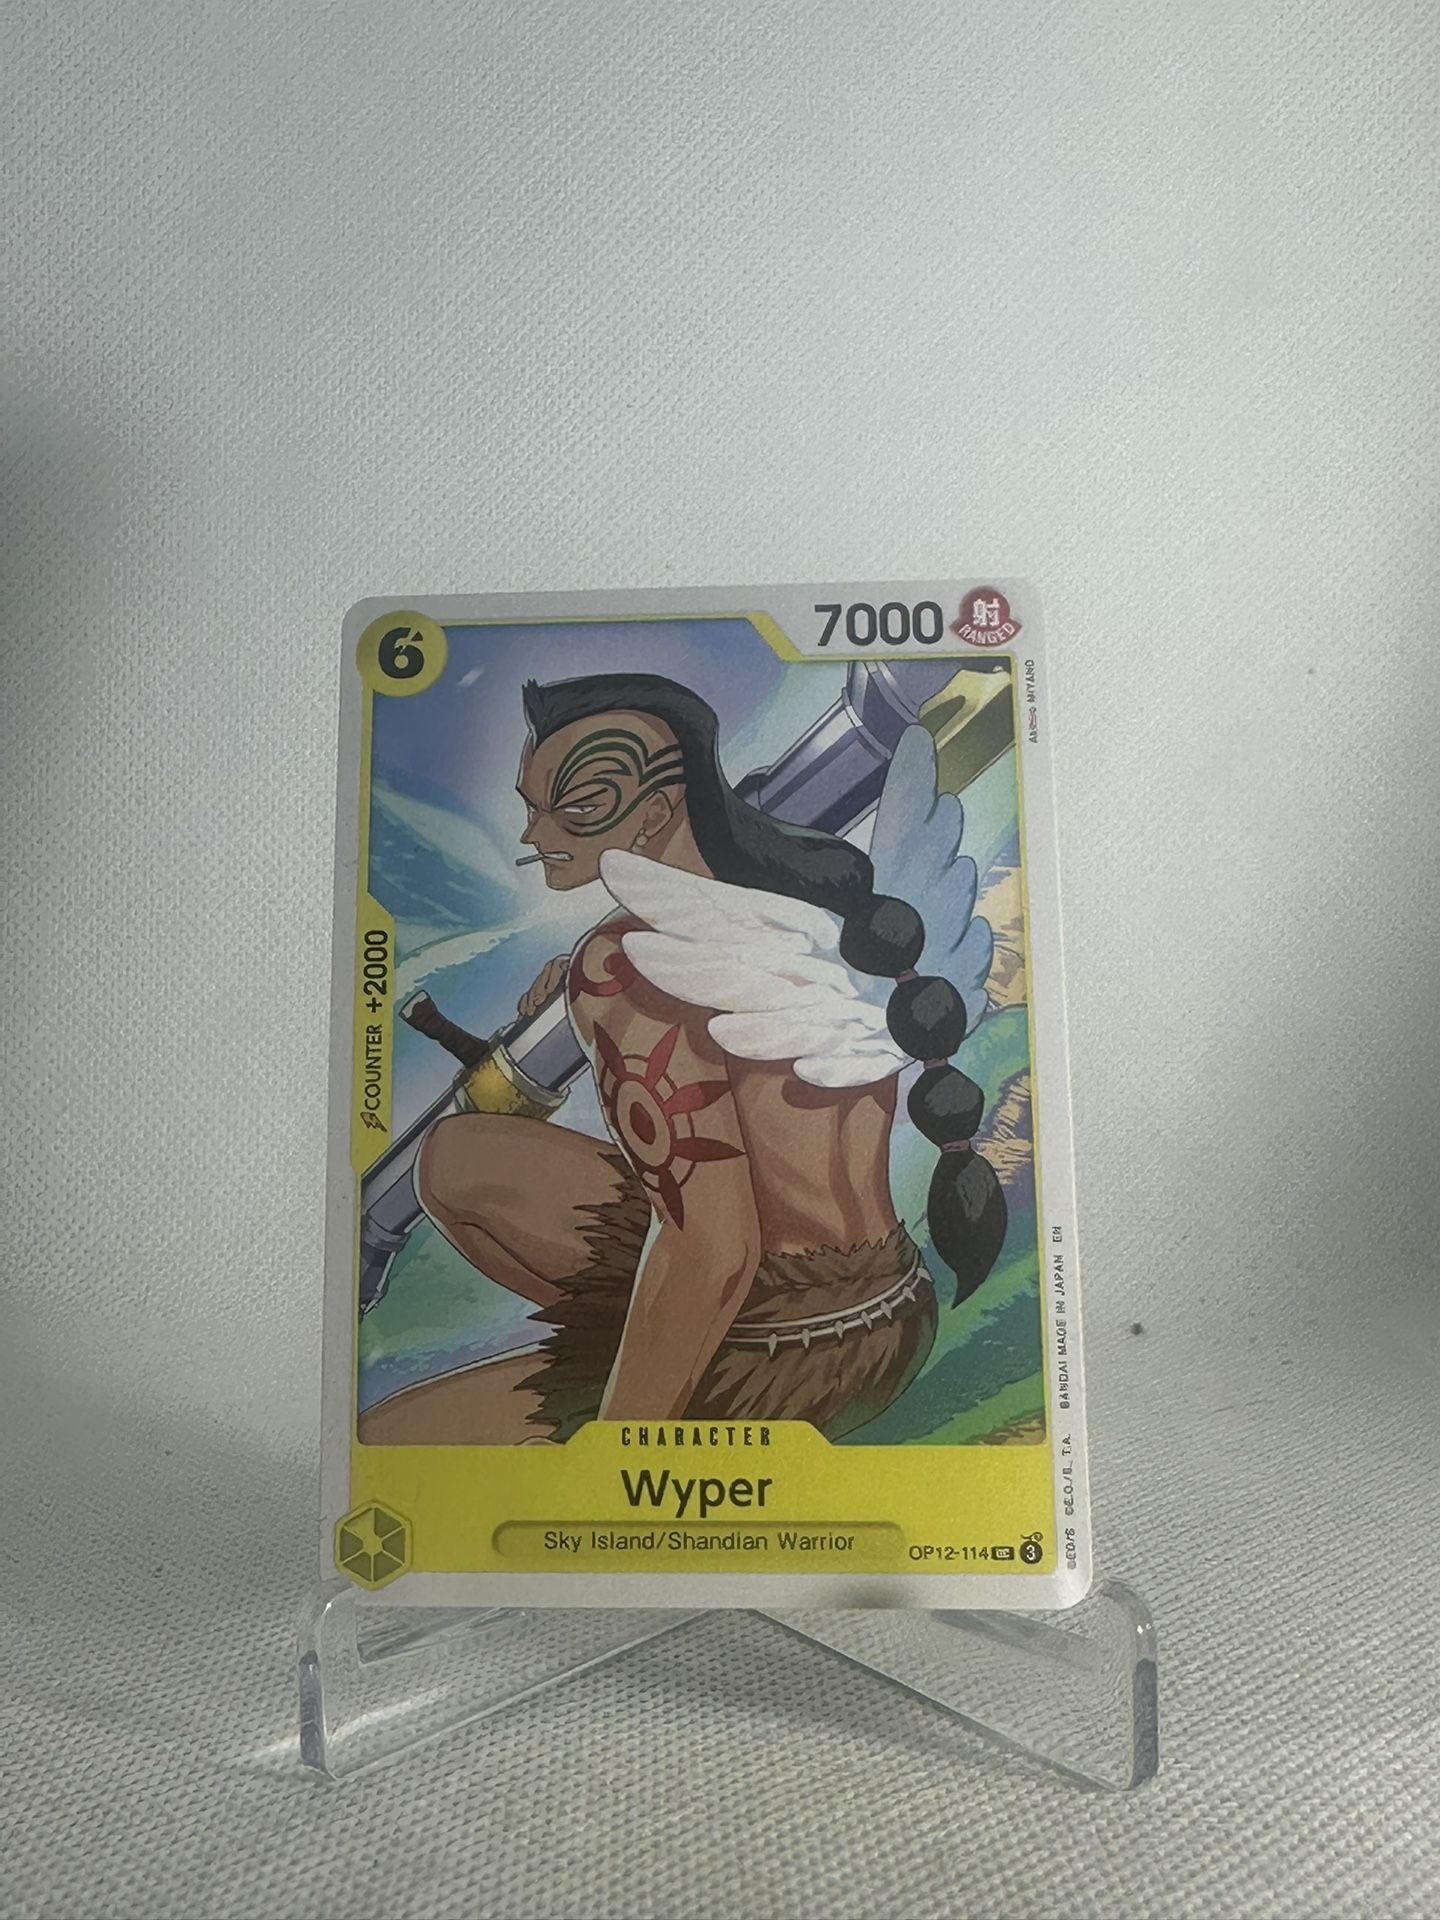 6
7000
射
RANGED
COUNTER +2000
CHARACTER
Wyper
Sky Island/Shandian Warrior
OP12-114
3
BANDAI MADE IN JAPAN